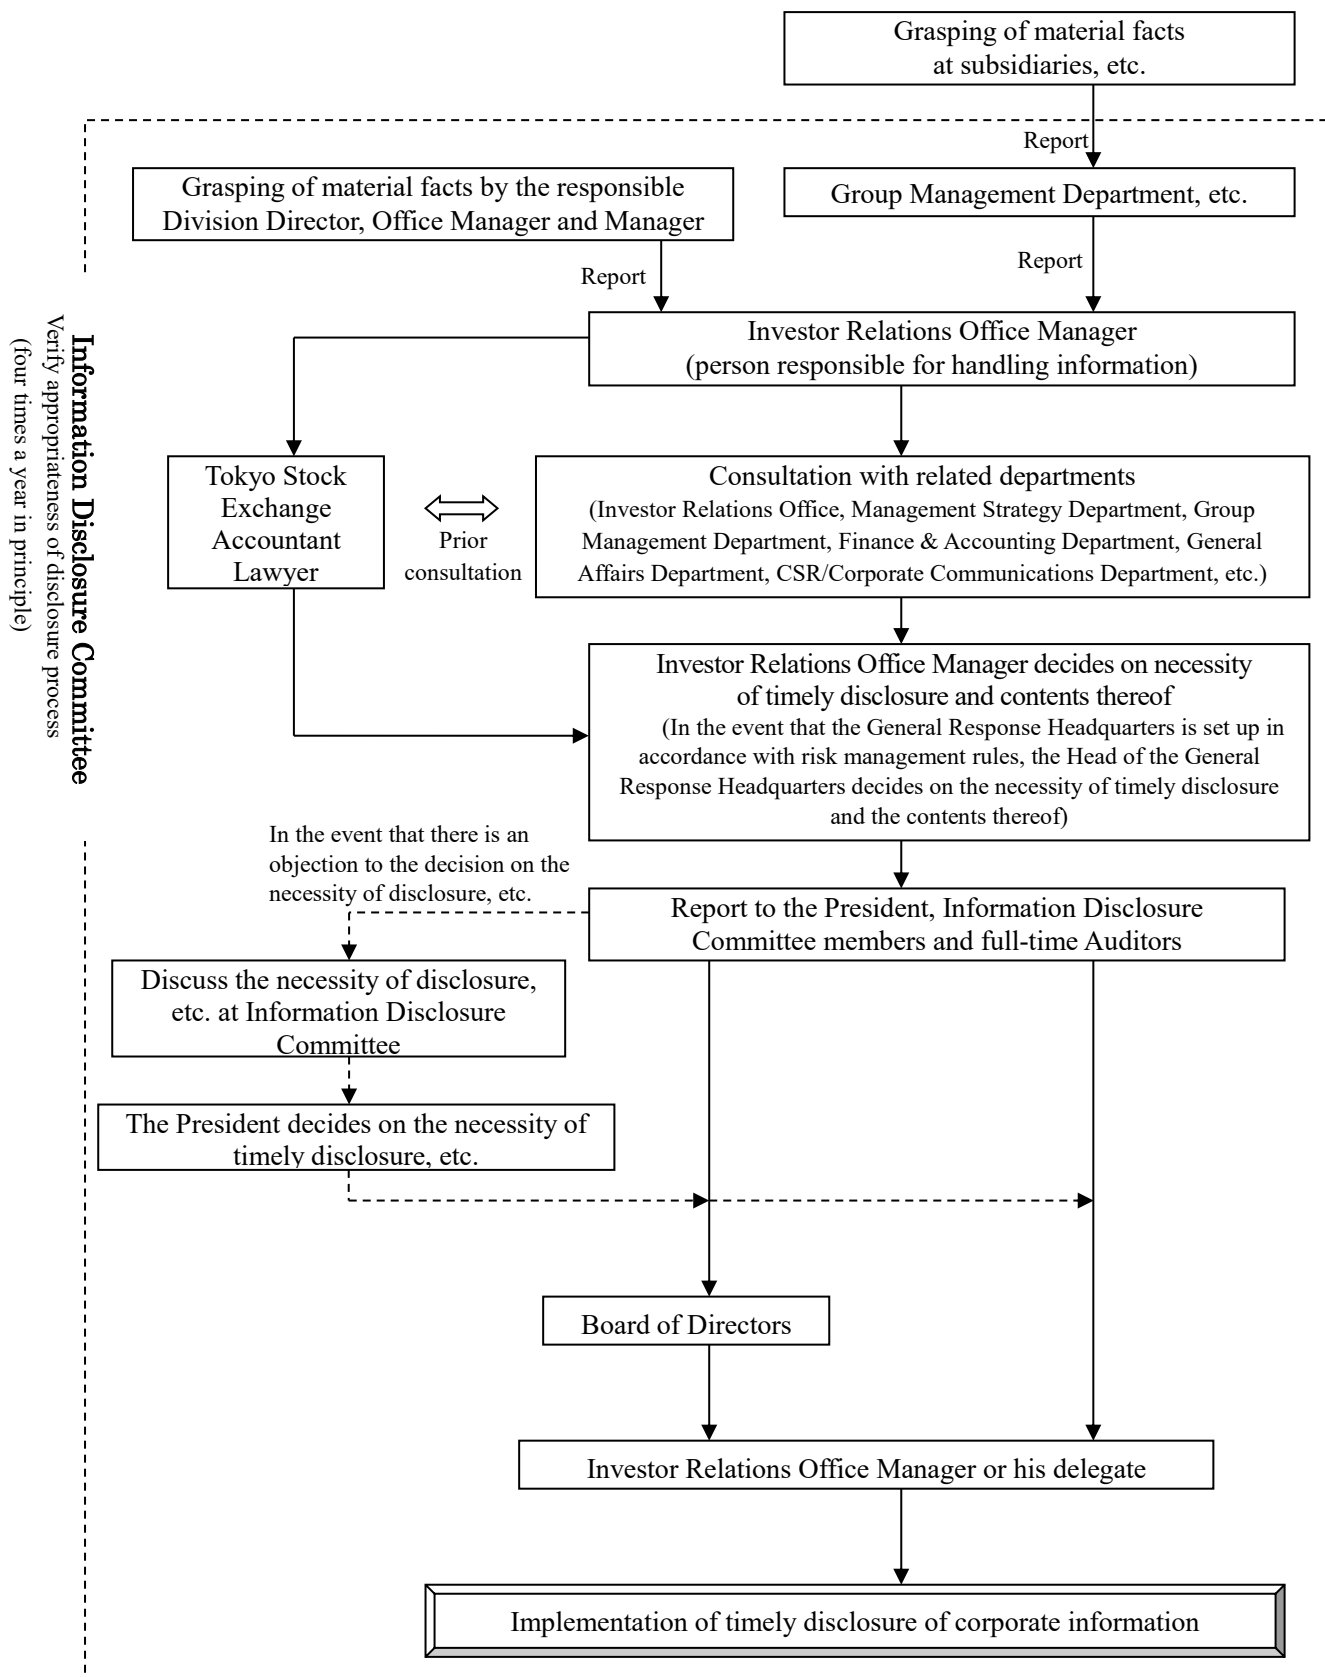 Grasping of material facts
at subsidiaries, etc.
Report
Grasping of material facts by the responsible
Division Director, Office Manager and Manager
Group Management Department, etc.
Report
Report
Investor Relations Office Manager
(person responsible for handling information)
Information Disclosure Committee
Verify appropriateness of disclosure process
(four times a year in principle)
Tokyo Stock
Exchange
Accountant
Lawyer
Prior
consultation
Consultation with related departments
(Investor Relations Office, Management Strategy Department, Group
Management Department, Finance & Accounting Department, General
Affairs Department, CSR/Corporate Communications Department, etc.)
Investor Relations Office Manager decides on necessity
of timely disclosure and contents thereof
(In the event that the General Response Headquarters is set up in
accordance with risk management rules, the Head of the General
Response Headquarters decides on the necessity of timely disclosure
and the contents thereof)
In the event that there is an
objection to the decision on the
necessity of disclosure, etc.
Report to the President, Information Disclosure
Committee members and full-time Auditors
Discuss the necessity of disclosure,
etc. at Information Disclosure
Committee
The President decides on the necessity of
timely disclosure, etc.
Board of Directors
Investor Relations Office Manager or his delegate
Implementation of timely disclosure of corporate information